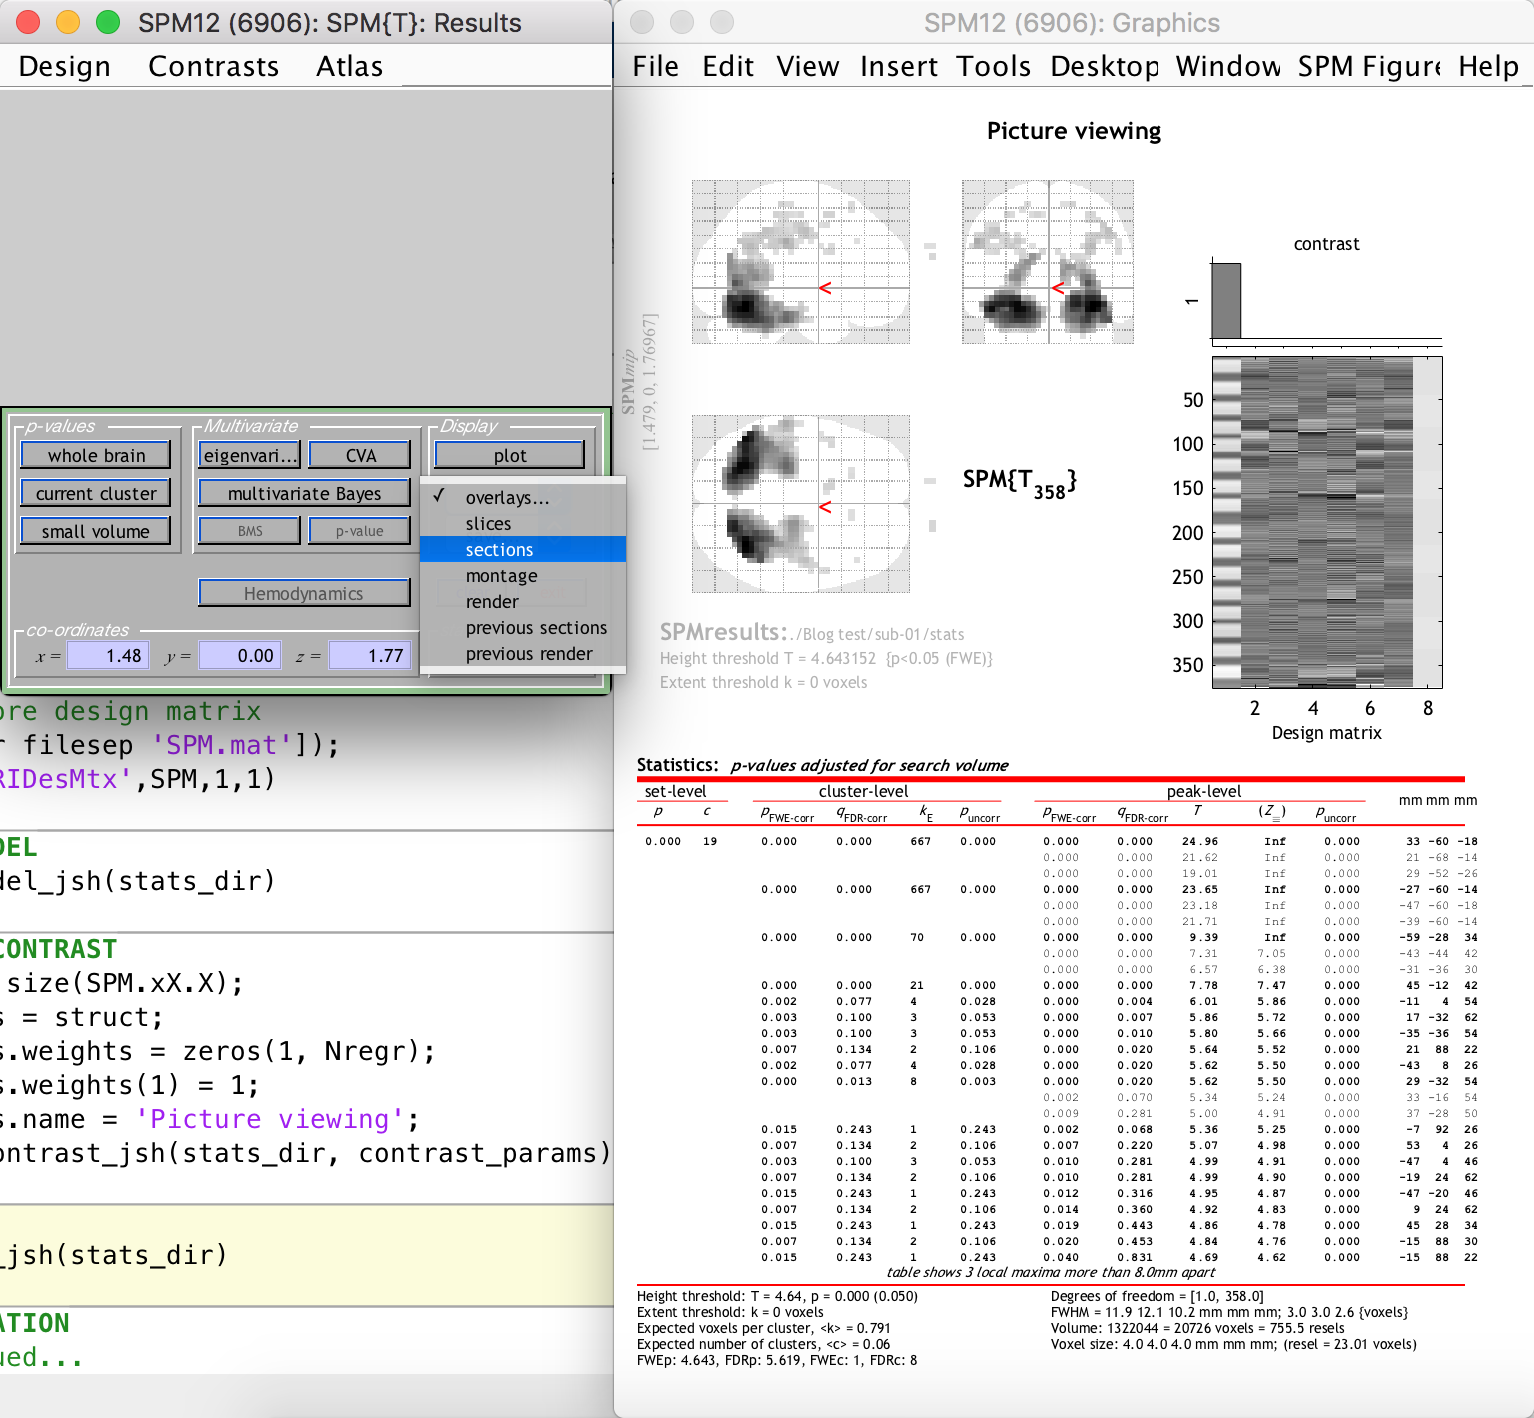 SPM12 (6906): SPM{T}: Results
Design Contrasts Atlas
p-values
whole brain
current cluster
small volume
Multivariate
eigenvari... CVA
multivariate Bayes
BMS p-value
Hemodynamics
Display
plot
✓ overlays...
slices
sections
montage
render
previous sections
previous render
co-ordinates
x = 1.48 y = 0.00 z = 1.77
ore design matrix
r filesep 'SPM.mat']);
RIDesMtx',SPM,1,1)
DEL
del_jsh(stats_dir)
CONTRAST
size(SPM.xX.X);
s = struct;
s.weights = zeros(1, Nregr);
s.weights(1) = 1;
s.name = 'Picture viewing';
ontrast_jsh(stats_dir, contrast_params)
_jsh(stats_dir)
ATION
ued...
SPM12 (6906): Graphics
File Edit View Insert Tools Desktop Window SPM Figure Help
Picture viewing
SPMmip
[1.479, 0, 1.76967]
< < <
SPM{T358}
contrast
1
50
100
150
200
250
300
350
2 4 6 8
Design matrix
SPMresults: ./Blog test/sub-01/stats
Height threshold T = 4.643152 {p<0.05 (FWE)}
Extent threshold k = 0 voxels
Statistics: p-values adjusted for search volume
set-level cluster-level peak-level mm mm mm
p c pFWE-corr qFDR-corr kE puncorr pFWE-corr qFDR-corr T (Z≡) puncorr
0.000 19 0.000 0.000 667 0.000 0.000 0.000 24.96 Inf 0.000 33 -60 -18
0.000 0.000 21.62 Inf 0.000 21 -68 -14
0.000 0.000 19.01 Inf 0.000 29 -52 -26
0.000 0.000 667 0.000 0.000 0.000 23.65 Inf 0.000 -27 -60 -14
0.000 0.000 23.18 Inf 0.000 -47 -60 -18
0.000 0.000 21.71 Inf 0.000 -39 -60 -14
0.000 0.000 70 0.000 0.000 0.000 9.39 Inf 0.000 -59 -28 34
0.000 0.000 7.31 7.05 0.000 -43 -44 42
0.000 0.000 6.57 6.38 0.000 -31 -36 30
0.000 0.000 21 0.000 0.000 0.000 7.78 7.47 0.000 45 -12 42
0.002 0.077 4 0.028 0.000 0.004 6.01 5.86 0.000 -11 4 54
0.003 0.100 3 0.053 0.000 0.007 5.86 5.72 0.000 17 -32 62
0.003 0.100 3 0.053 0.000 0.010 5.80 5.66 0.000 -35 -36 54
0.007 0.134 2 0.106 0.000 0.020 5.64 5.52 0.000 21 88 22
0.002 0.077 4 0.028 0.000 0.020 5.62 5.50 0.000 -43 8 26
0.000 0.013 8 0.003 0.000 0.020 5.62 5.50 0.000 29 -32 54
0.002 0.070 5.34 5.24 0.000 33 -16 54
0.009 0.281 5.00 4.91 0.000 37 -28 50
0.015 0.243 1 0.243 0.002 0.068 5.36 5.25 0.000 -7 92 26
0.007 0.134 2 0.106 0.007 0.220 5.07 4.98 0.000 53 4 26
0.003 0.100 3 0.053 0.010 0.281 4.99 4.91 0.000 -47 4 46
0.007 0.134 2 0.106 0.010 0.281 4.99 4.90 0.000 -19 24 62
0.015 0.243 1 0.243 0.012 0.316 4.95 4.87 0.000 -47 -20 46
0.007 0.134 2 0.106 0.014 0.360 4.92 4.83 0.000 9 24 62
0.015 0.243 1 0.243 0.019 0.443 4.86 4.78 0.000 45 28 34
0.007 0.134 2 0.106 0.020 0.453 4.84 4.76 0.000 -15 88 30
0.015 0.243 1 0.243 0.040 0.831 4.69 4.62 0.000 -15 88 22
table shows 3 local maxima more than 8.0mm apart
Height threshold: T = 4.64, p = 0.000 (0.050)
Extent threshold: k = 0 voxels
Expected voxels per cluster, <k> = 0.791
Expected number of clusters, <c> = 0.06
FWEp: 4.643, FDRp: 5.619, FWEc: 1, FDRc: 8
Degrees of freedom = [1.0, 358.0]
FWHM = 11.9 12.1 10.2 mm mm mm; 3.0 3.0 2.6 {voxels}
Volume: 1322044 = 20726 voxels = 755.5 resels
Voxel size: 4.0 4.0 4.0 mm mm mm; (resel = 23.01 voxels)